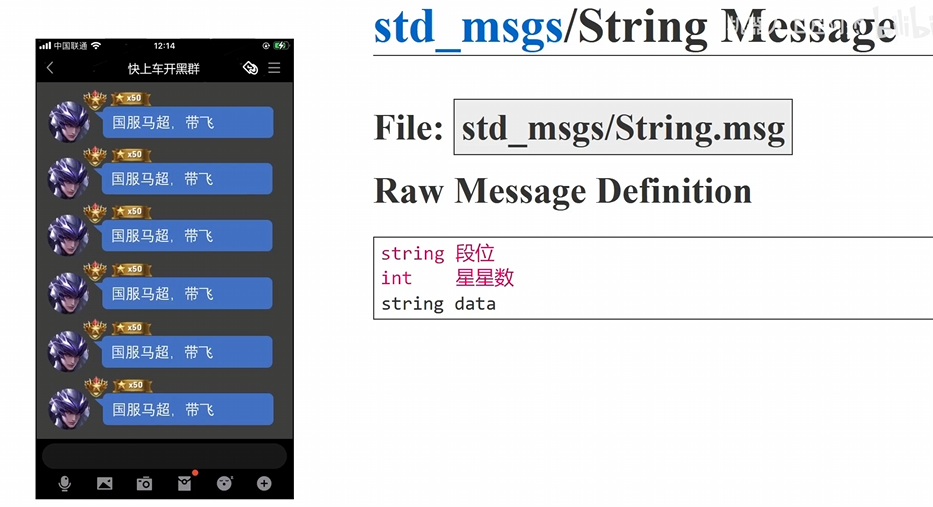 中国联通
12:14
快上车开黑群
x50
国服马超，带飞
x50
国服马超，带飞
x50
国服马超，带飞
x50
国服马超，带飞
x50
国服马超，带飞
x50
国服马超，带飞
std_msgs/String Message
File: std_msgs/String.msg
Raw Message Definition
string 段位
int 星星数
string data